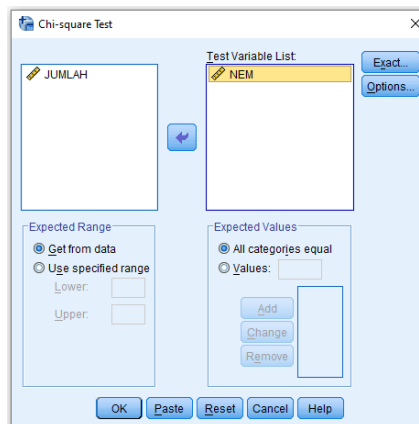 Chi-square Test
Test Variable List:
JUMLAH
NEM
Exact...
Options...
Expected Range
Get from data
Use specified range
Lower:
Upper:
Expected Values
All categories equal
Values:
Add
Change
Remove
OK Paste Reset Cancel Help